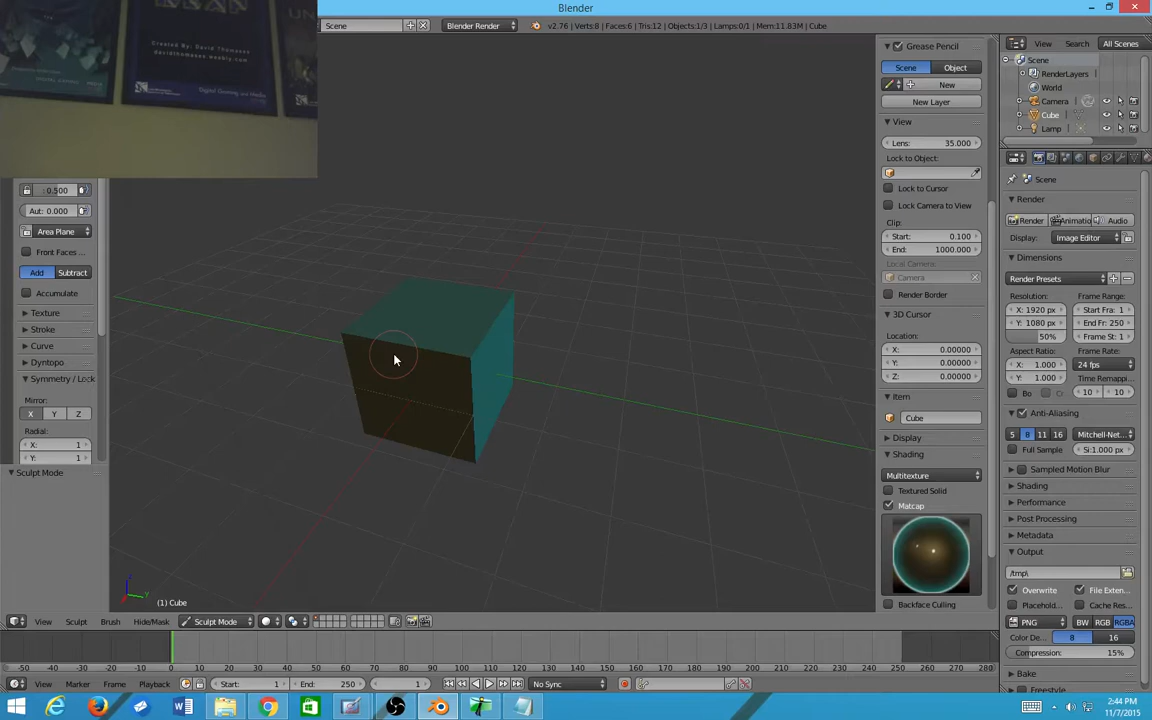 Blender
Scene
Blender Render
v2.76 | Verts:8 | Faces:6 | Tris:12 | Objects:1/3 | Lamps:0/1 | Mem:11.83M | Cube
Created By: David Thomases
davidthomases.weebly.com
Digital Gaming and Media
View
Search
All Scenes
Scene
RenderLayers
World
Camera
Cube
Lamp
Scene
Render
Render
Animatio
Audio
Display:
Image Editor
Dimensions
Render Presets
Resolution:
Frame Range:
X: 1920 px
Start Fra: 1
Y: 1080 px
End Fr: 250
50%
Frame St: 1
Aspect Ratio:
Frame Rate:
X: 1.000
24 fps
Y: 1.000
Time Remappi
Bo
Cr
10
10
Anti-Aliasing
5
8
11
16
Mitchell-Net
Full Sample
Si:1.000 px
Sampled Motion Blur
Shading
Performance
Post Processing
Metadata
Output
/tmp\
Overwrite
File Exten
Placehold
Cache Res
PNG
BW
RGB
RGBA
Color De
8
16
Compression:
15%
Bake
Freestyle
Grease Pencil
Scene
Object
New
New Layer
View
Lens:
35.000
Lock to Object:
Lock to Cursor
Lock Camera to View
Clip:
Start:
0.100
End:
1000.000
Local Camera:
Camera
Render Border
3D Cursor
Location:
X:
0.00000
Y:
0.00000
Z:
0.00000
Item
Cube
Display
Shading
Multitexture
Textured Solid
Matcap
Backface Culling
: 0.500
Aut: 0.000
Area Plane
Front Faces ...
Add
Subtract
Accumulate
Texture
Stroke
Curve
Dyntopo
Symmetry / Lock
Mirror:
X
Y
Z
Radial:
X:
1
Y:
1
Sculpt Mode
(1) Cube
View
Sculpt
Brush
Hide/Mask
Sculpt Mode
-50 -40 -30 -20 -10 0 10 20 30 40 50 60 70 80 90 100 110 120 130 140 150 160 170 180 190 200 210 220 230 240 250 260 270 280
View
Marker
Frame
Playback
Start:
1
End:
250
1
No Sync
2:44 PM
11/7/2015